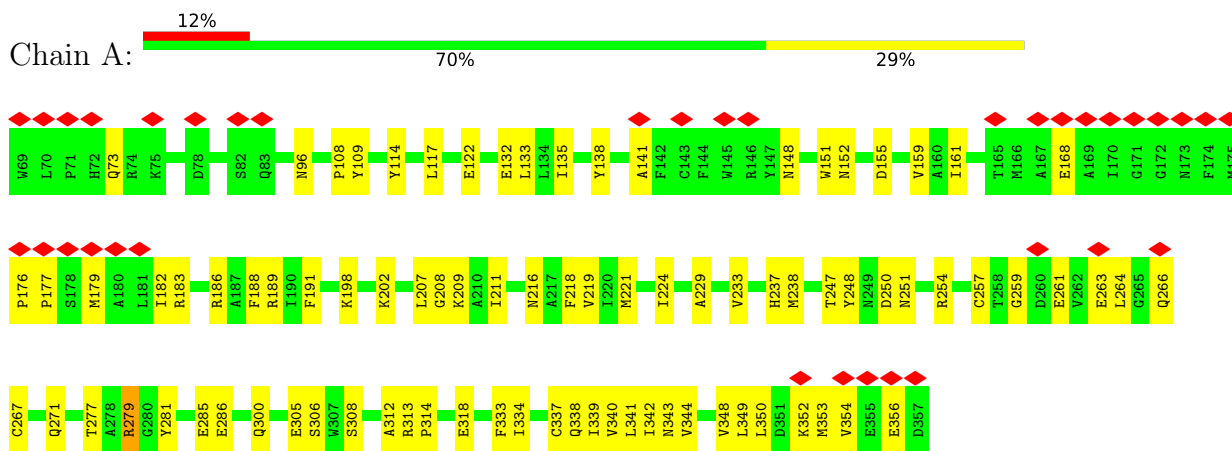 12%
Chain A:
70% 29%
W69 L70 P71 H72 Q73 R74 K75 D78 S82 Q83 N96 P108 Y109 Y114 L117 E122 E132 L133 L134 I135 Y138 A141 F142 C143 F144 W145 R146 Y147 N148 W151 N152 D155 V159 A160 I161 T165 M166 A167 E168 A169 I170 G171 G172 N173 F174 M175
P176 P177 S178 M179 A180 L181 I182 R183 R186 A187 F188 R189 I190 F191 K198 K202 L207 G208 K209 A210 I211 N216 A217 F218 V219 I220 M221 I224 A229 V233 H237 M238 T247 Y248 N249 D250 N251 R254 C257 T258 G259 D260 E261 V262 E263 L264 G265 Q266
C267 Q271 T277 A278 R279 G280 Y281 E285 E286 Q300 E305 S306 W307 S308 A312 R313 P314 E318 F333 I334 C337 Q338 I339 V340 L341 I342 N343 V344 V348 L349 L350 D351 K352 M353 V354 E355 E356 D357